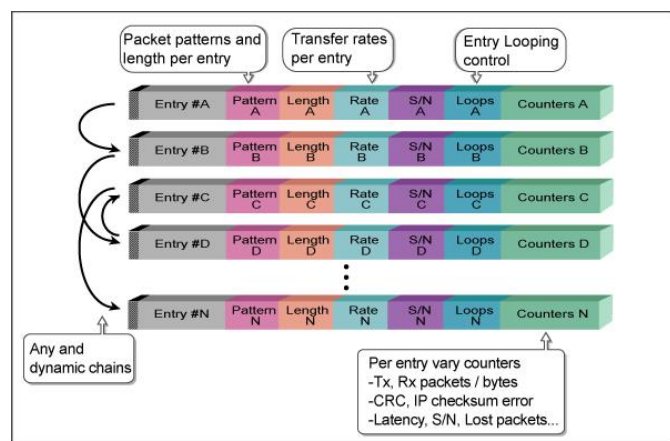 Packet patterns and
length per entry
Transfer rates
per entry
Entry Looping
control
Entry #A Pattern A Length A Rate A S/N A Loops A Counters A
Entry #B Pattern B Length B Rate B S/N B Loops B Counters B
Entry #C Pattern C Length C Rate C S/N C Loops C Counters C
Entry #D Pattern D Length D Rate D S/N D Loops D Counters D
Entry #N Pattern N Length N Rate N S/N N Loops N Counters N
Any and
dynamic chains
Per entry vary counters
-Tx, Rx packets / bytes
-CRC, IP checksum error
-Latency, S/N, Lost packets...